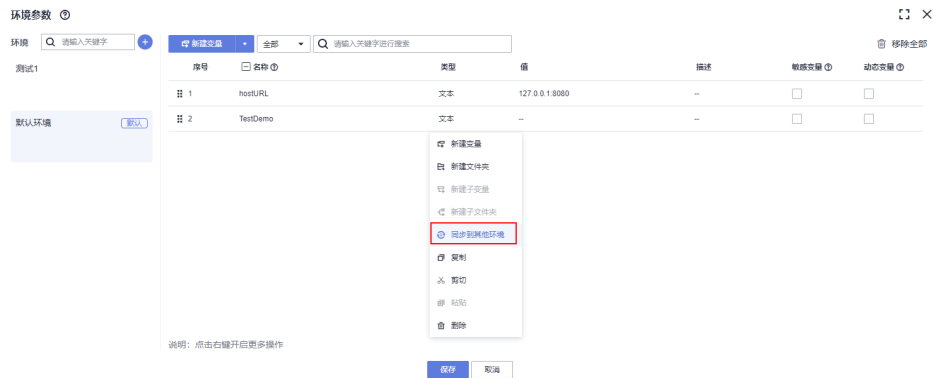 环境参数
环境 请输入关键字
新建变量 全部 请输入关键字进行搜索 移除全部
测试1
默认环境 默认
序号 名称 类型 值 描述 敏感变量 动态变量
1 hostURL 文本 127.0.0.1:8080 --
2 TestDemo 文本 -- --
新建变量
新建文件夹
新建子变量
新建子文件夹
同步到其他环境
复制
剪切
粘贴
删除
说明：点击右键开启更多操作
保存 取消